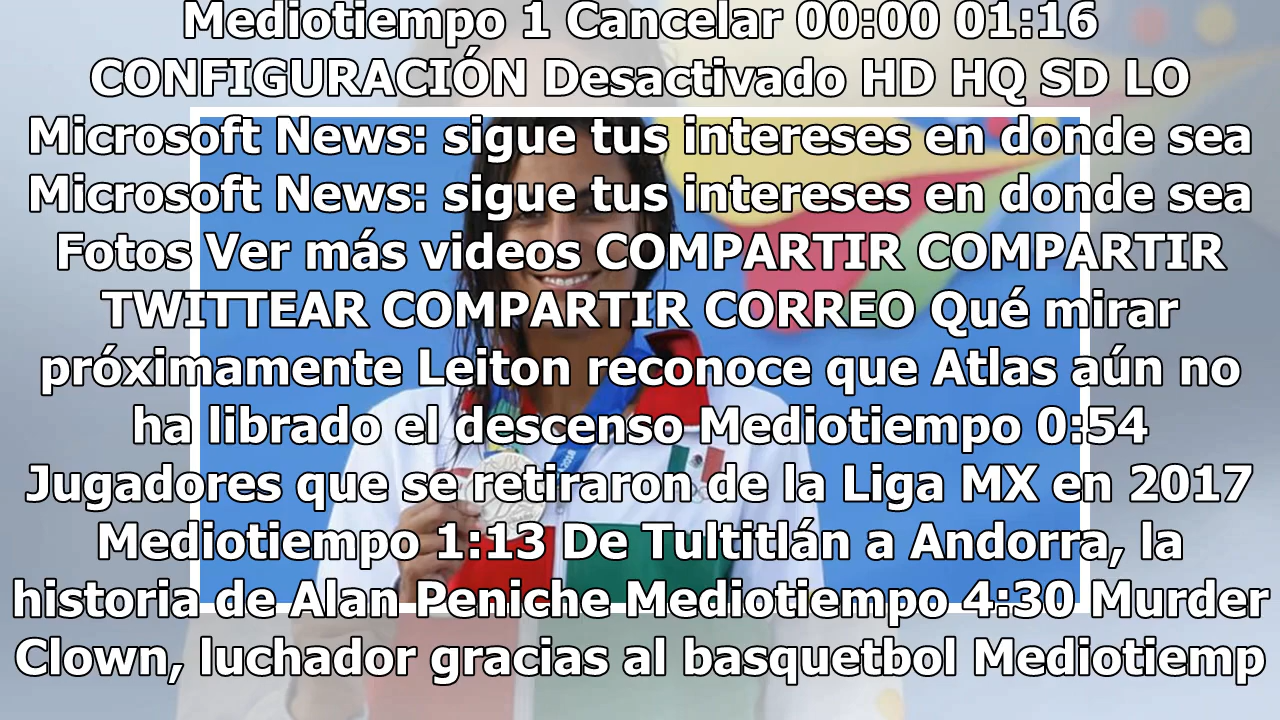 Mediotiempo 1 Cancelar 00:00 01:16
CONFIGURACIÓN Desactivado HD HQ SD LO
Microsoft News: sigue tus intereses en donde sea
Microsoft News: sigue tus intereses en donde sea
Fotos Ver más videos COMPARTIR COMPARTIR
TWITTEAR COMPARTIR CORREO Qué mirar
próximamente Leiton reconoce que Atlas aún no
ha librado el descenso Mediotiempo 0:54
Jugadores que se retiraron de la Liga MX en 2017
Mediotiempo 1:13 De Tultitlán a Andorra, la
historia de Alan Peniche Mediotiempo 4:30 Murder
Clown, luchador gracias al basquetbol Mediotiemp
2018